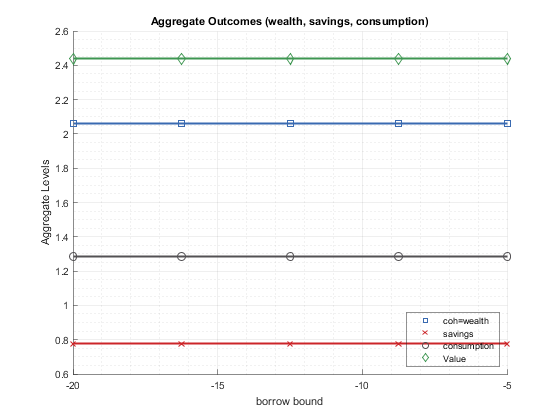 Aggregate Outcomes (wealth, savings, consumption)
2.6
2.4
2.2
2
1.8
1.6
1.4
1.2
1
0.8
0.6
Aggregate Levels
-20
-15
-10
-5
borrow bound
coh=wealth
savings
consumption
Value